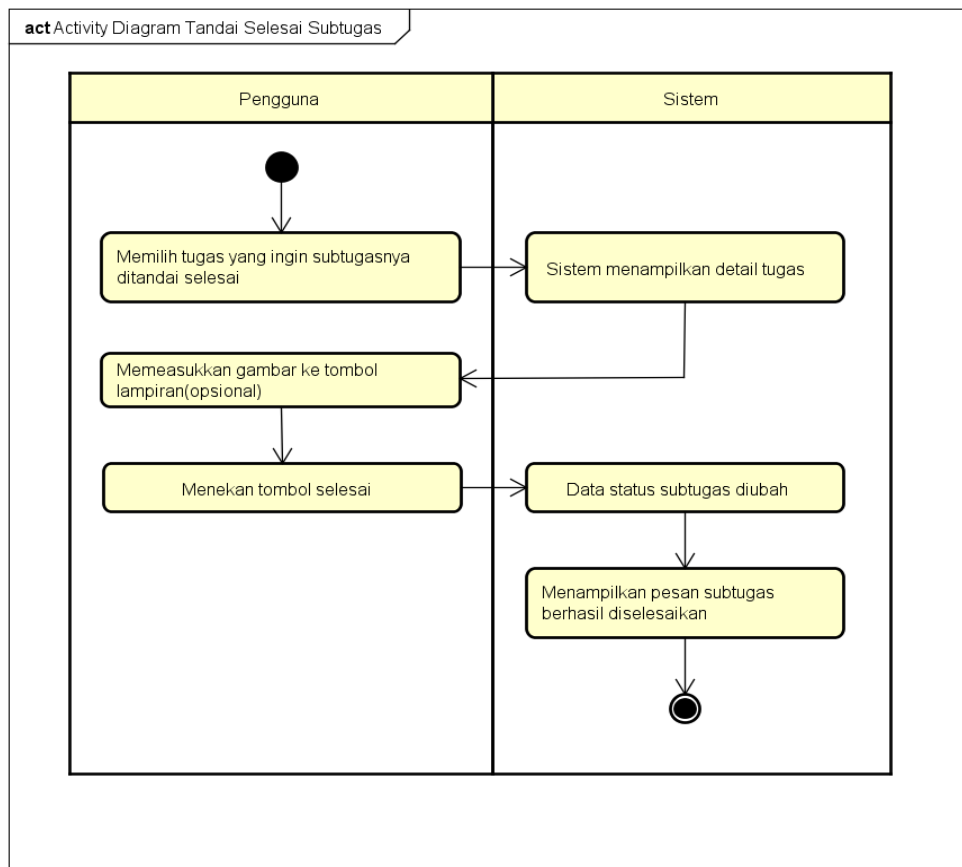 act Activity Diagram Tandai Selesai Subtugas
Pengguna
Sistem
Memilih tugas yang ingin subtugasnya
ditandai selesai
Sistem menampilkan detail tugas
Memeasukkan gambar ke tombol
lampiran(opsional)
Menekan tombol selesai
Data status subtugas diubah
Menampilkan pesan subtugas
berhasil diselesaikan